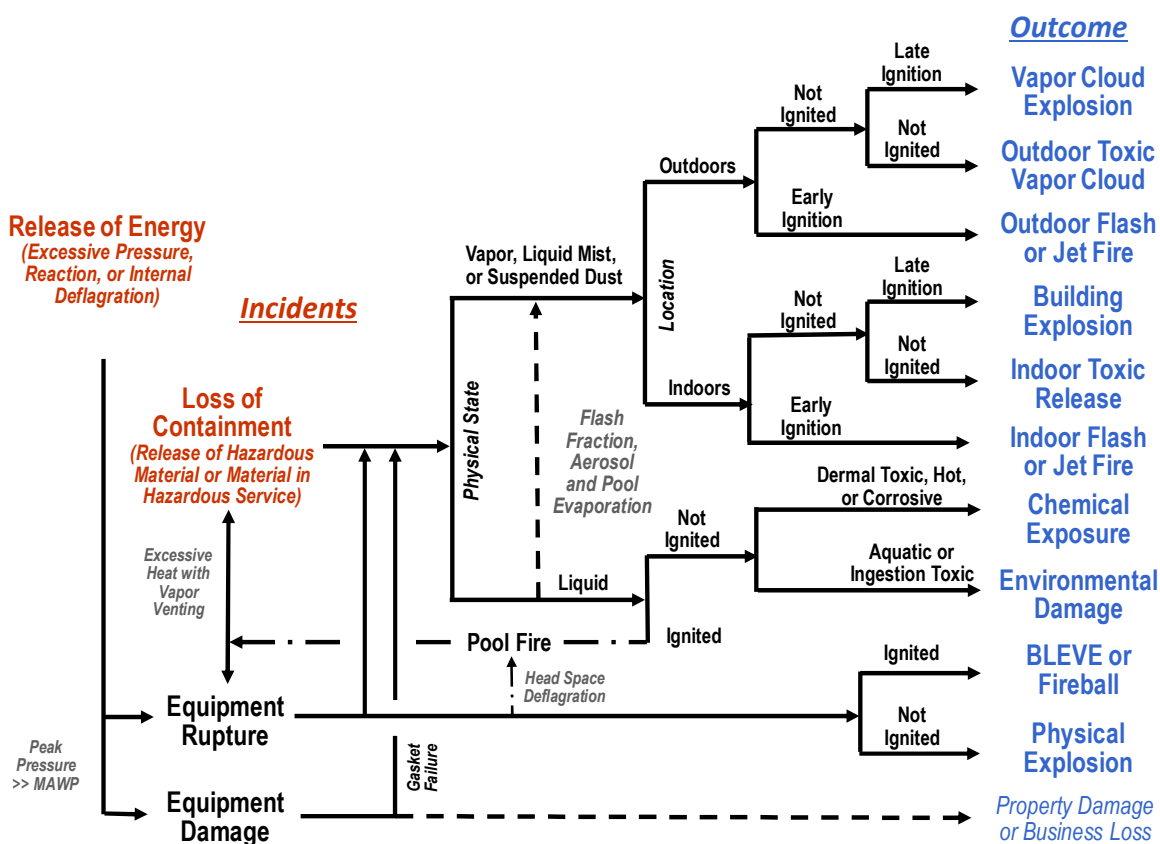 Outcome
Late
Ignition
Vapor Cloud
Explosion
Not
Ignited
Not
Ignited
Outdoor Toxic
Vapor Cloud
Outdoors
Early
Ignition
Outdoor Flash
or Jet Fire
Release of Energy
(Excessive Pressure,
Reaction, or Internal
Deflagration)
Vapor, Liquid Mist,
or Suspended Dust
Location
Incidents
Late
Ignition
Building
Explosion
Not
Ignited
Not
Ignited
Indoor Toxic
Release
Indoors
Early
Ignition
Indoor Flash
or Jet Fire
Loss of
Containment
(Release of Hazardous
Material or Material in
Hazardous Service)
Physical State
Flash
Fraction,
Aerosol
and Pool
Evaporation
Dermal Toxic, Hot,
or Corrosive
Chemical
Exposure
Not
Ignited
Aquatic or
Ingestion Toxic
Environmental
Damage
Excessive
Heat with
Vapor
Venting
Liquid
Pool Fire
Ignited
Head Space
Deflagration
Ignited
BLEVE or
Fireball
Equipment
Rupture
Not
Ignited
Physical
Explosion
Peak
Pressure
>> MAWP
Gasket
Failure
Equipment
Damage
Property Damage
or Business Loss